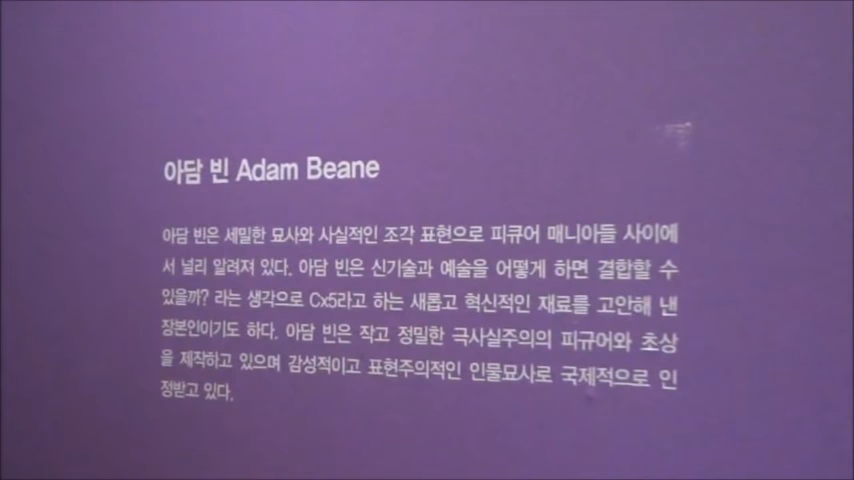 아담 빈 Adam Beane
아담 빈은 세밀한 묘사와 사실적인 조각 표현으로 피큐어 매니아들 사이에
서 널리 알려져 있다. 아담 빈은 신기술과 예술을 어떻게 하면 결합할 수
있을까? 라는 생각으로 Cx5라고 하는 새롭고 혁신적인 재료를 고안해 낸
장본인이기도 하다. 아담 빈은 작고 정밀한 극사실주의의 피규어와 초상
을 제작하고 있으며 감성적이고 표현주의적인 인물묘사로 국제적으로 인
정받고 있다.